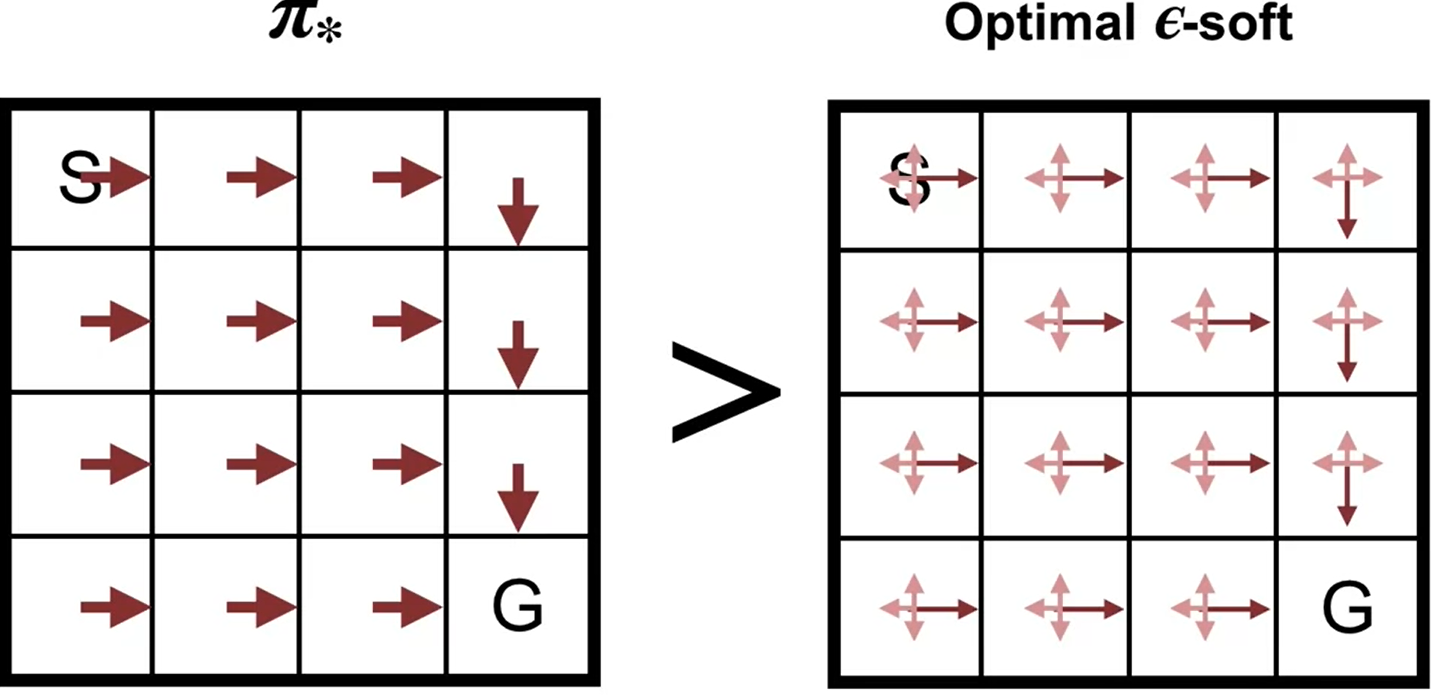 π*
Optimal ϵ-soft
S
S
>
G
G